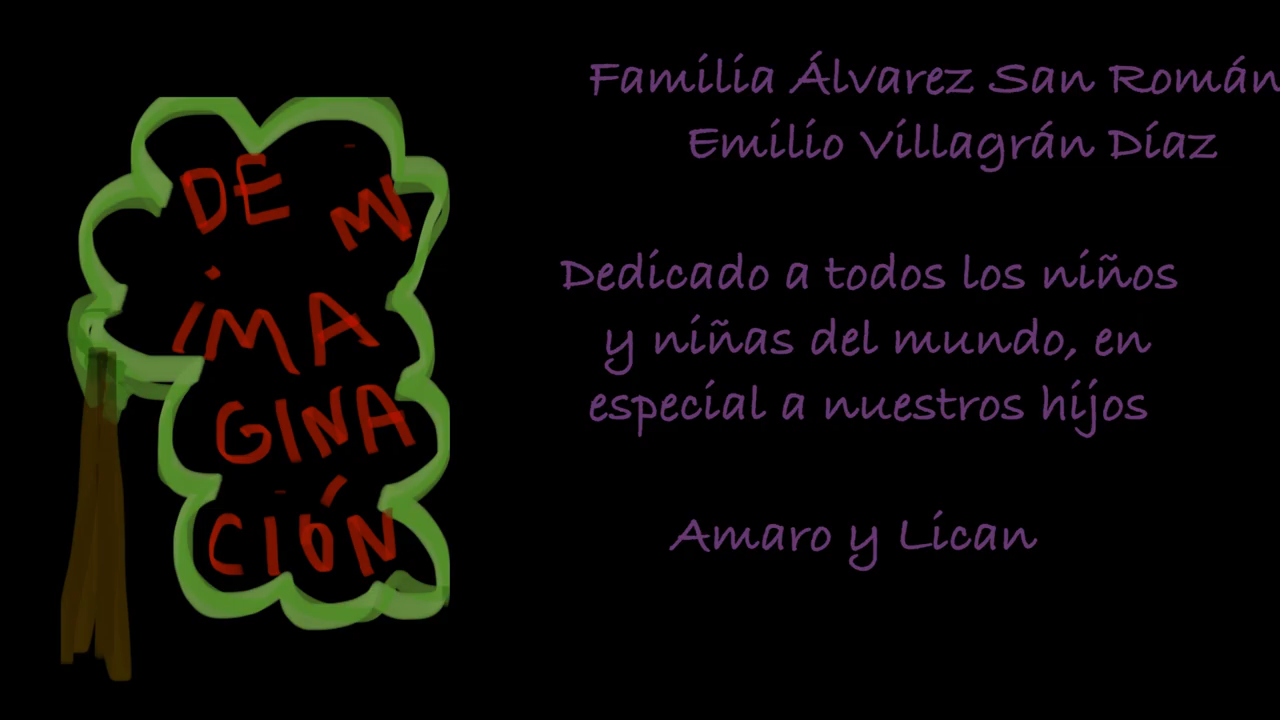 DE M
IMA
GINA
CIÓN
Familia Álvarez San Román
Emilio Villagrán Díaz
Dedicado a todos los niños
y niñas del mundo, en
especial a nuestros hijos
Amaro y Lican